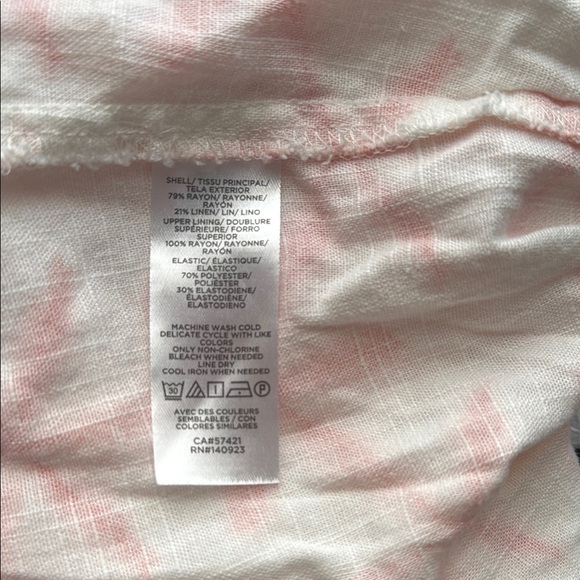 SHELL/ TISSU PRINCIPAL/
TELA EXTERIOR
79% RAYON/ RAYONNE/
RAYÓN
21% LINEN/ LIN/ LINO
UPPER LINING/ DOUBLURE
SUPÉRIEURE/ FORRO
SUPERIOR
100% RAYON/ RAYONNE/
RAYÓN
ELASTIC/ ÉLASTIQUE/
ELASTICO
70% POLYESTER/
POLIÉSTER
30% ELASTODIENE/
ELASTODIÉNE/
ELASTODIENO
MACHINE WASH COLD
DELICATE CYCLE WITH LIKE
COLORS
ONLY NON-CHLORINE
BLEACH WHEN NEEDED
LINE DRY
COOL IRON WHEN NEEDED
30 P
AVEC DES COULEURS
SEMBLABLES / CON
COLORES SIMILARES
CA#57421
RN#140923